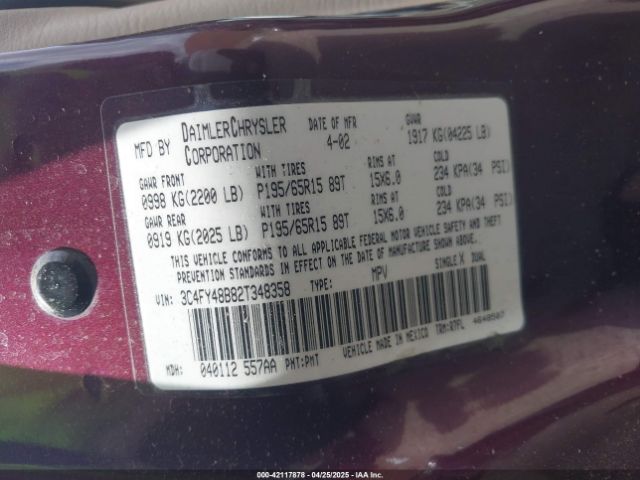 MFD BY DAIMLERCHRYSLER CORPORATION DATE OF MFR 4-02 GVWR 1917 KG(04225 LB)
GAWR FRONT WITH TIRES RIMS AT COLD
0998 KG(2200 LB) P195/65R15 89T 15X6.0 234 KPA(34 PSI)
GAWR REAR WITH TIRES RIMS AT COLD
0919 KG(2025 LB) P195/65R15 89T 15X6.0 234 KPA(34 PSI)
THIS VEHICLE CONFORMS TO ALL APPLICABLE FEDERAL MOTOR VEHICLE SAFETY AND THEFT
PREVENTION STANDARDS IN EFFECT ON THE DATE OF MANUFACTURE SHOWN ABOVE.
VIN: 3C4FY48B82T348358 TYPE: MPV SINGLE X DUAL
MDH: 040112 557AA PNT:PMT VEHICLE MADE IN MEXICO TRM:R7FL 4648507
000-42117878 - 04/25/2025 - IAA Inc.